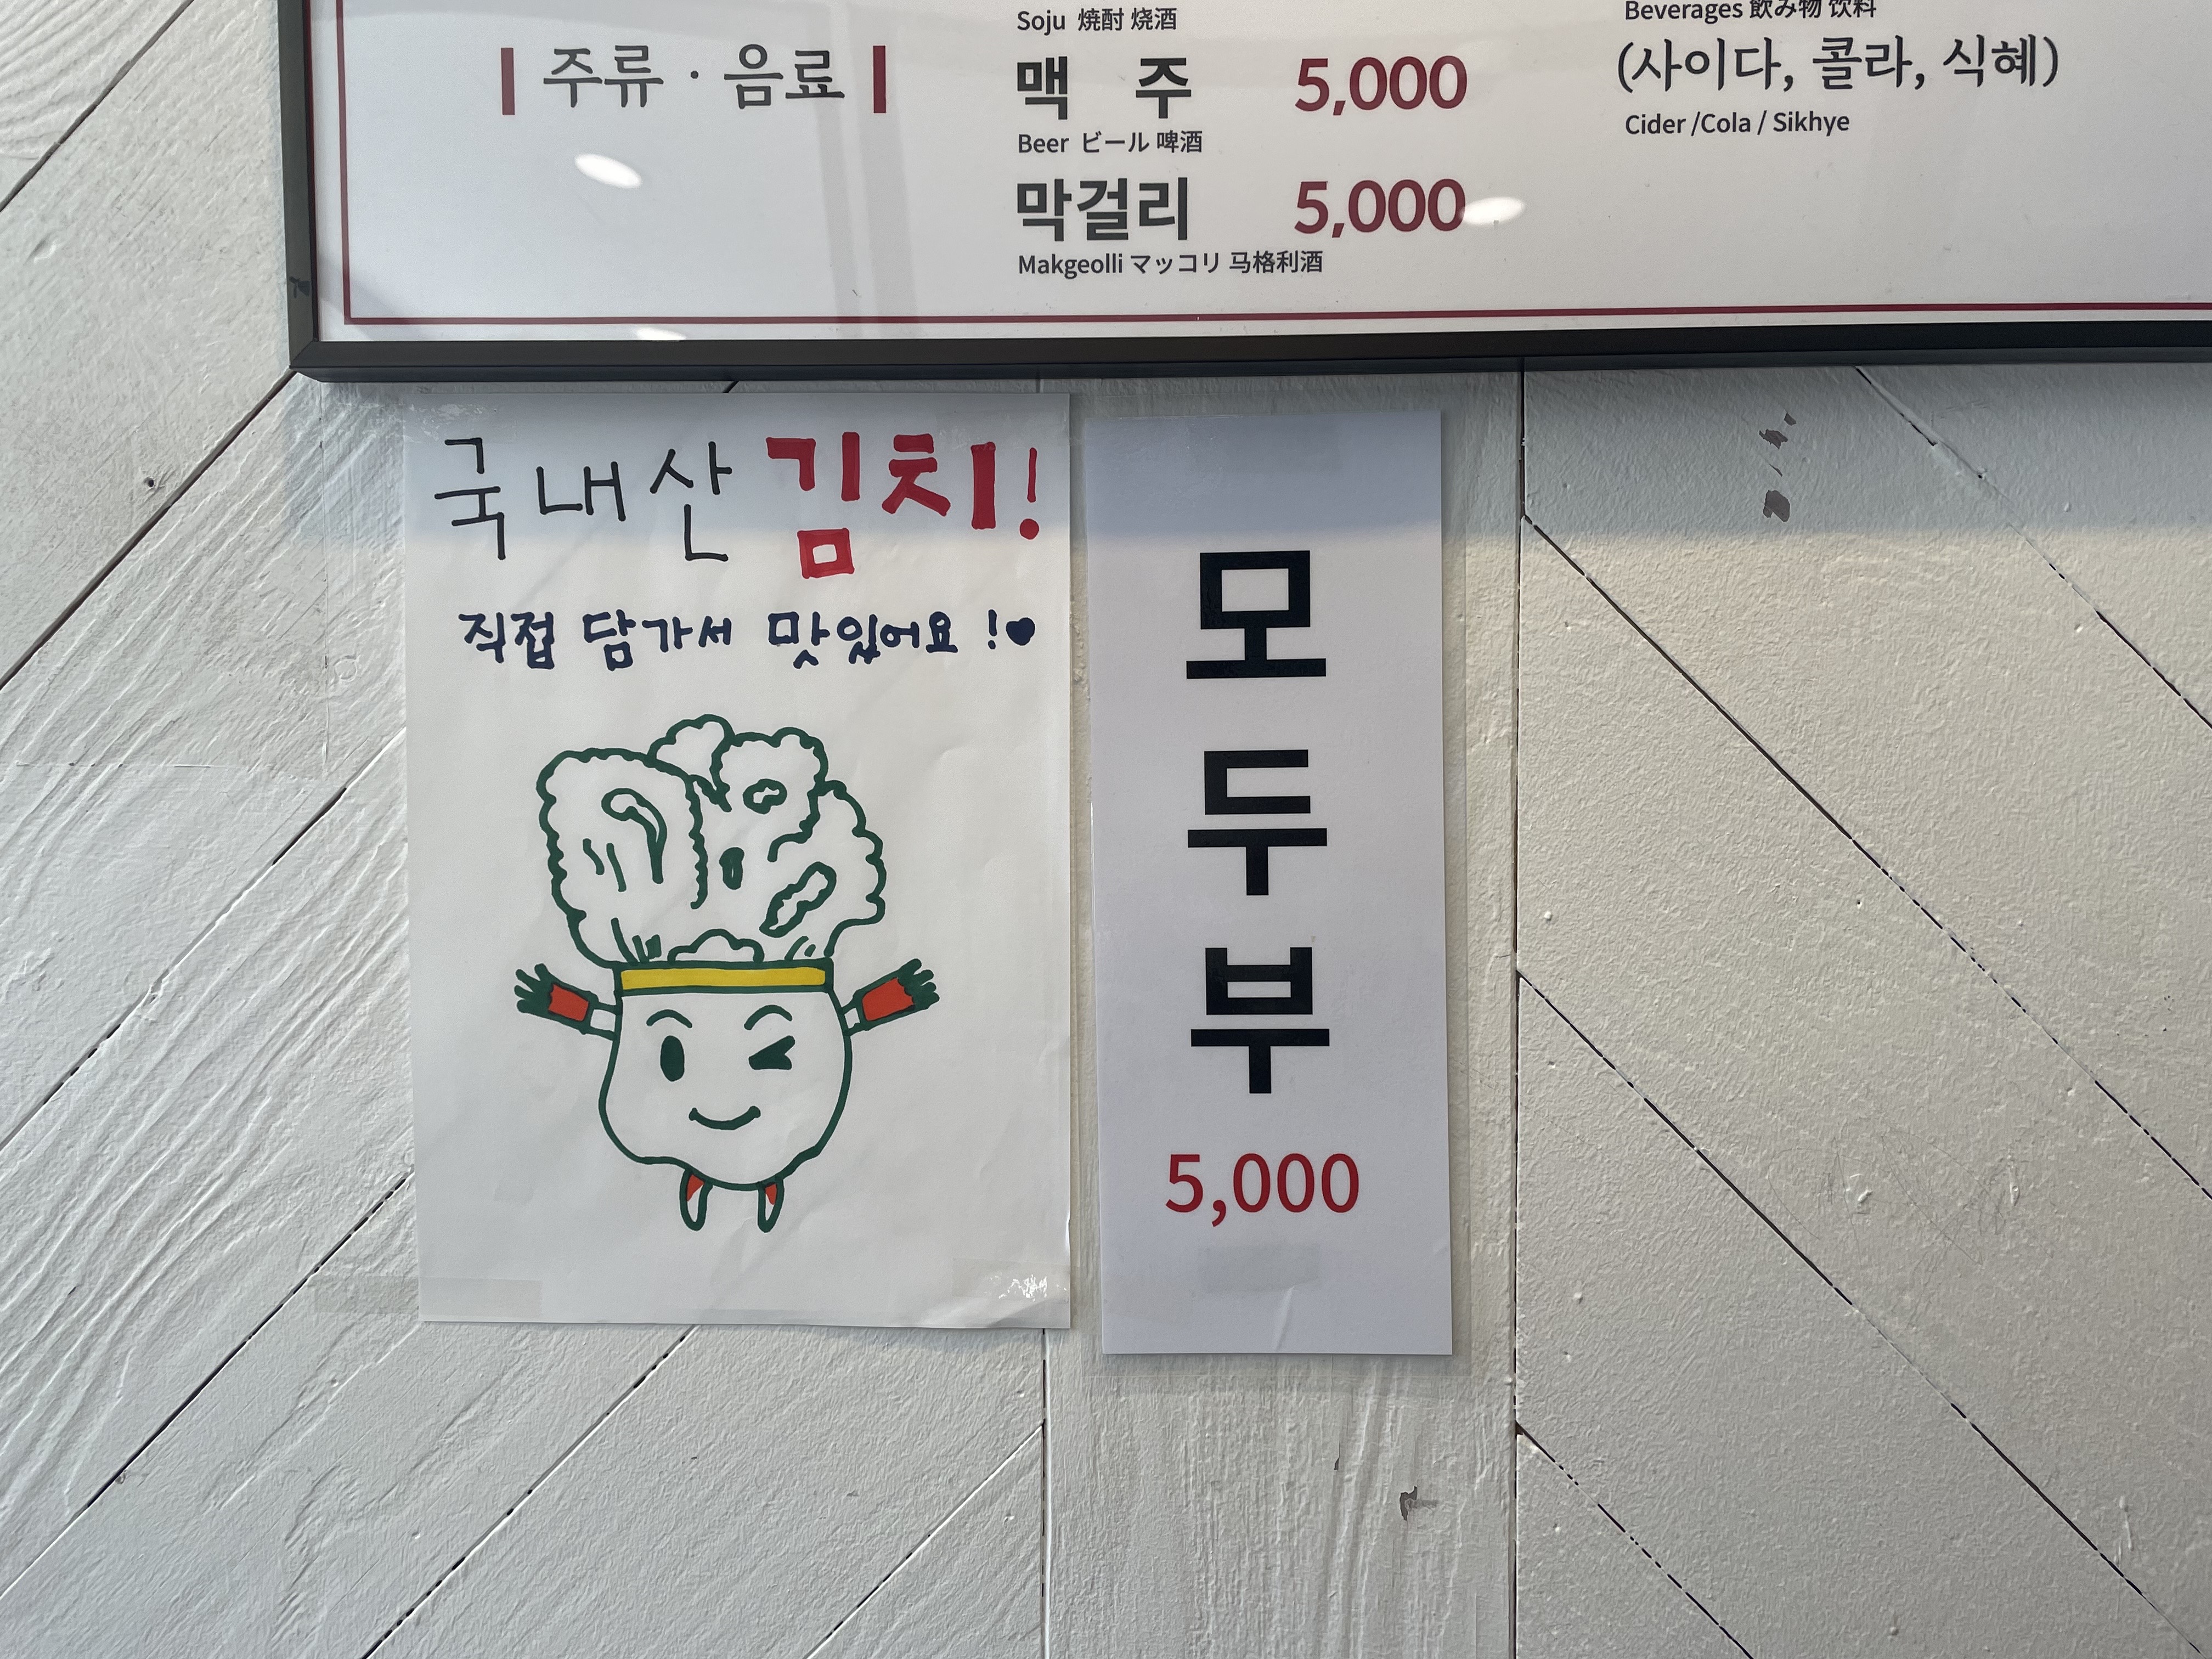 Soju 焼酎 烧酒
주류 · 음료
맥 주 5,000
Beer ビール 啤酒
막걸리 5,000
Makgeolli マッコリ 马格利酒
Beverages 飲み物 饮料
(사이다, 콜라, 식혜)
Cider /Cola / Sikhye
국내산 김치!
직접 담가서 맛있어요 !♥
모
두
부
5,000